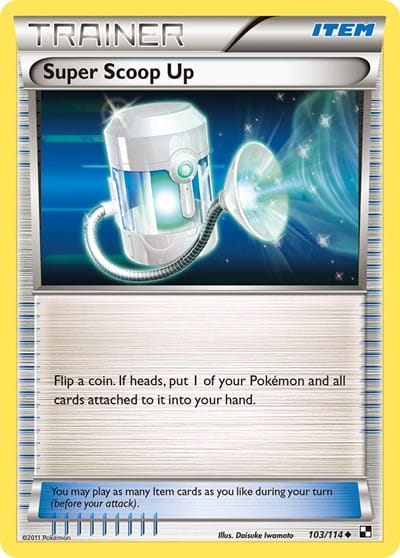 TRAINER
ITEM
Super Scoop Up
Flip a coin. If heads, put 1 of your Pokémon and all
cards attached to it into your hand.
You may play as many Item cards as you like during your turn
(before your attack).
©2011 Pokémon
Illus. Daisuke Iwamoto
103/114